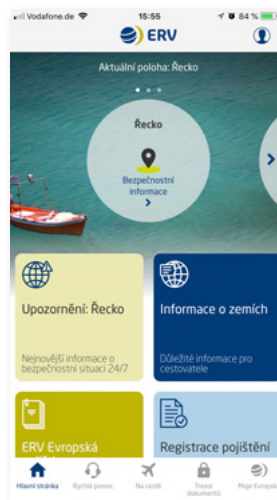 Vodafone.de
15:55
84 %
ERV
Aktuální poloha: Řecko
Řecko
Bezpečnostní
informace
Upozornění: Řecko
Nejnovější informace o
bezpečnostní situaci 24/7
Informace o zemích
Důležité informace pro
cestovatele
ERV Evropská
Registrace pojištění
Hlavní stránka
Rychlá pomoc
Na cestě
Trezor
dokumentů
Moje Evropská